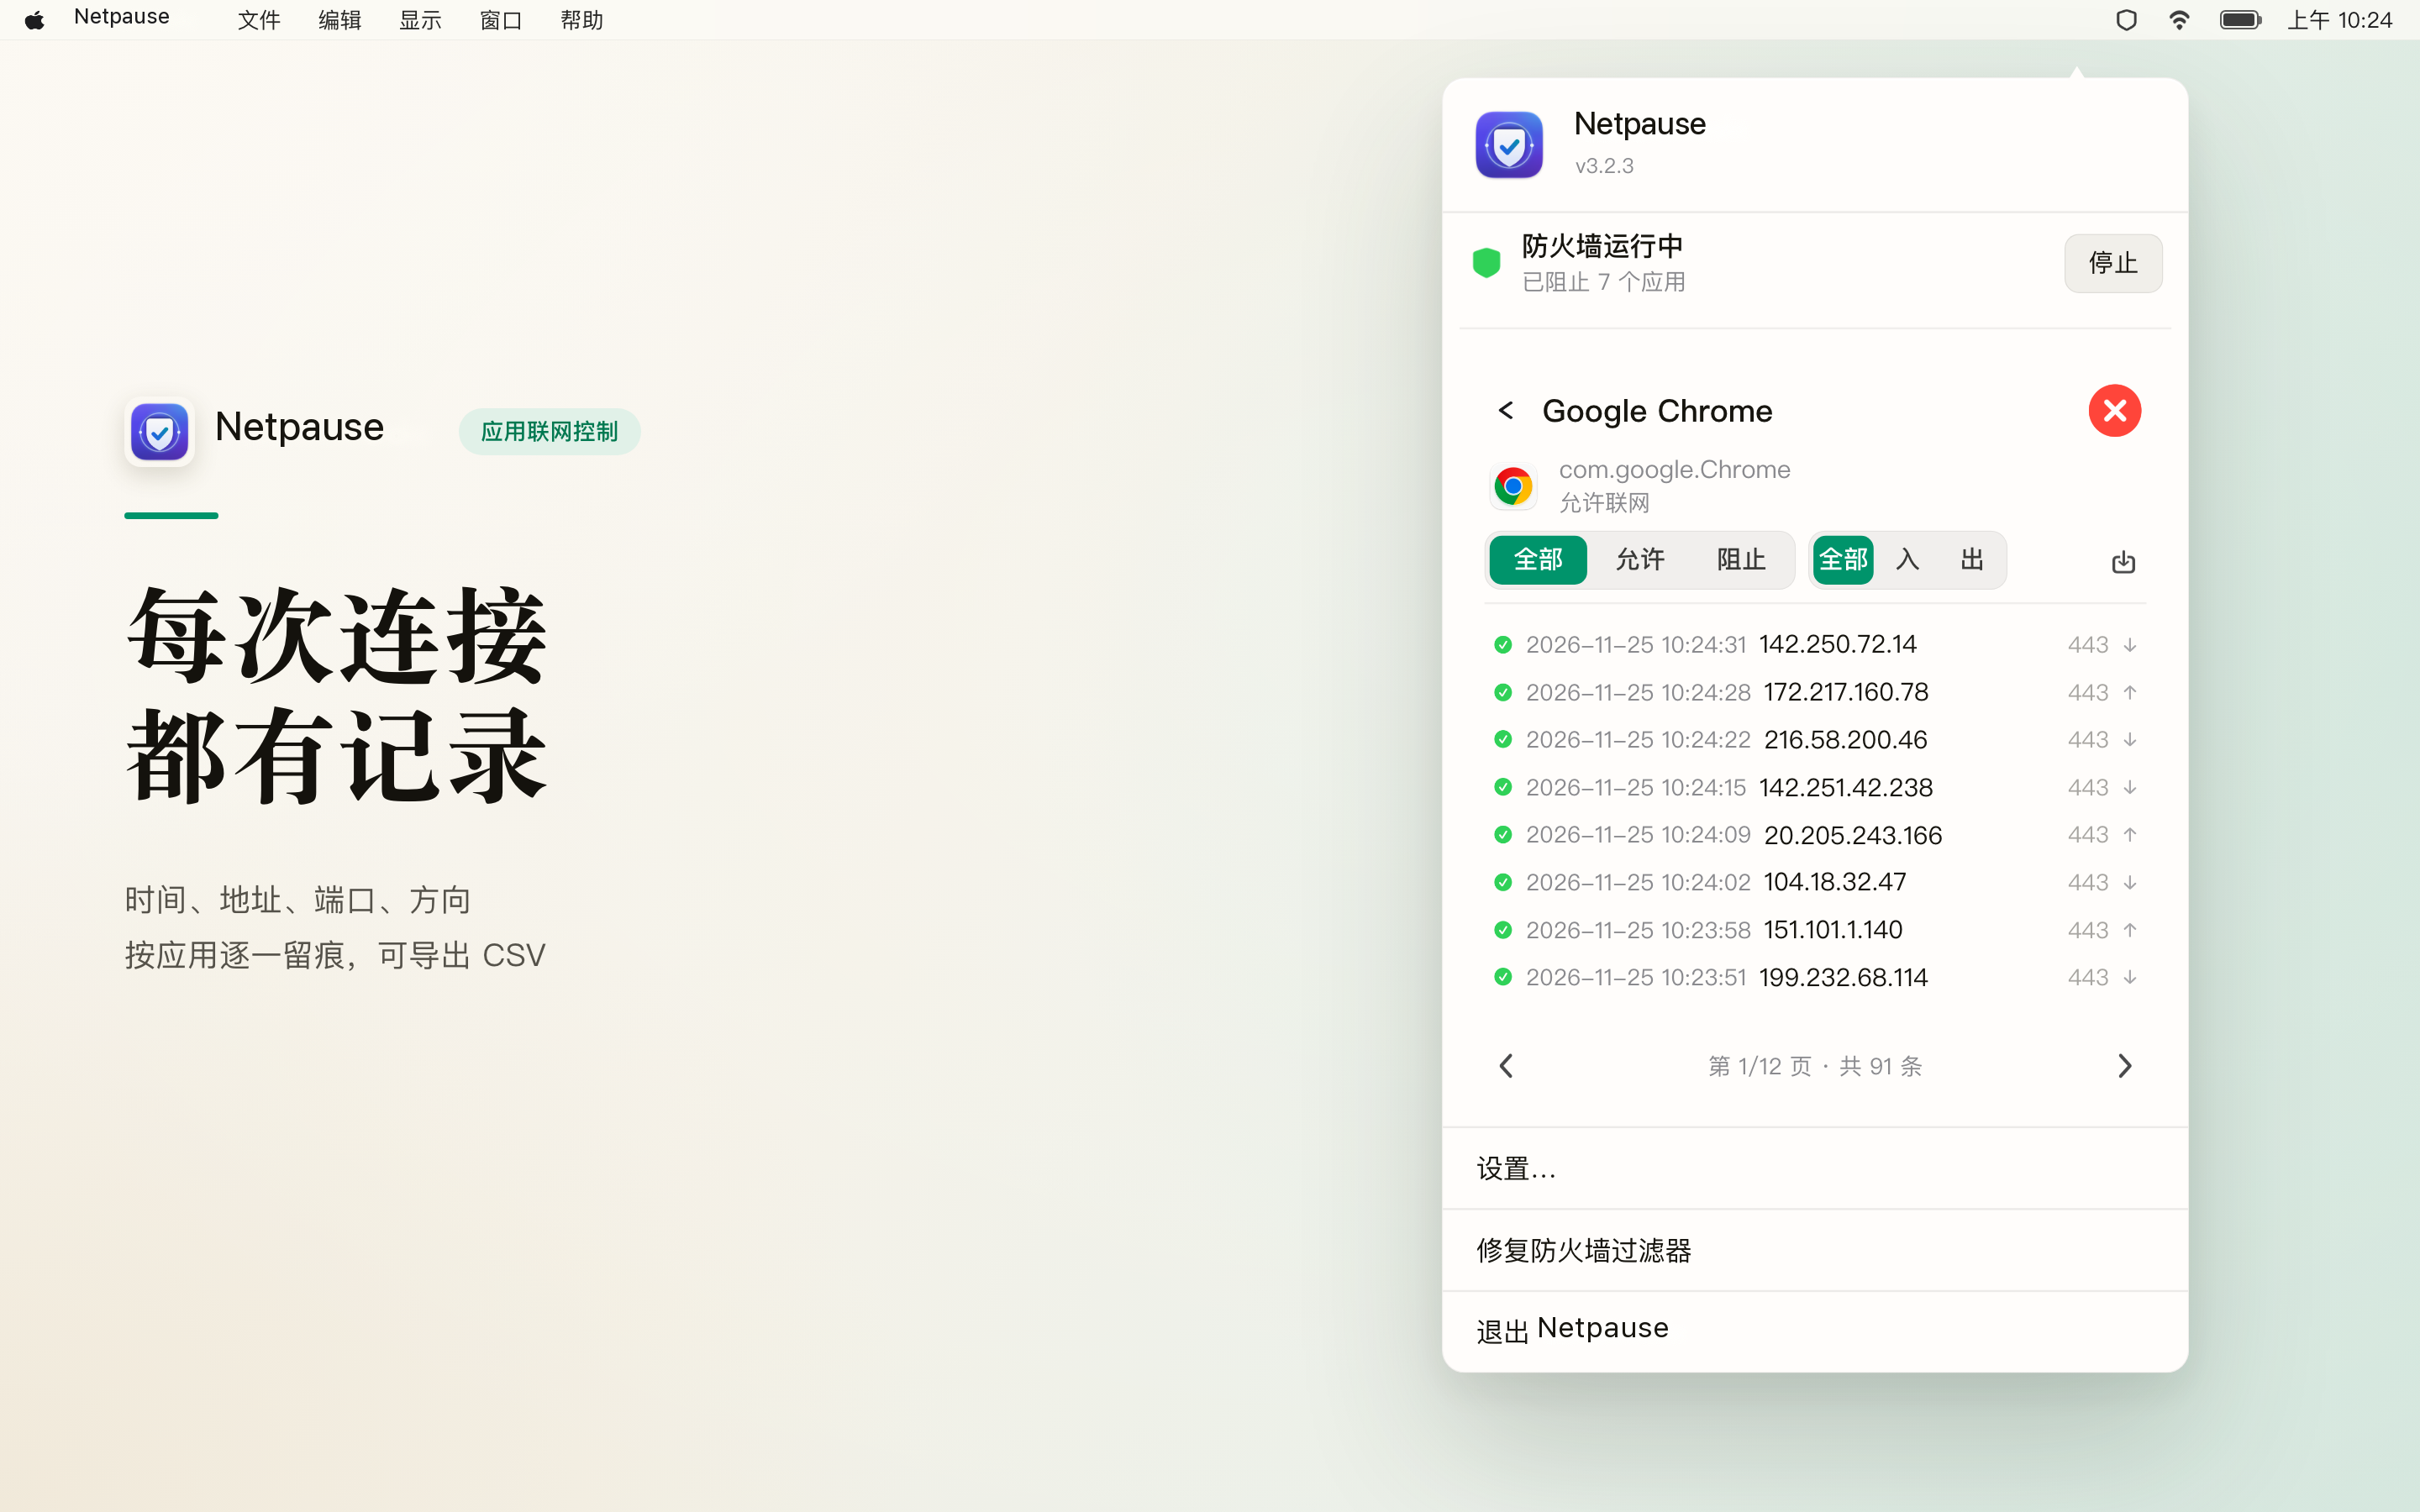 Netpause 文件 编辑 显示 窗口 帮助 上午 10:24
Netpause 应用联网控制
每次连接
都有记录
时间、地址、端口、方向
按应用逐一留痕，可导出 CSV
Netpause
v3.2.3
防火墙运行中
已阻止 7 个应用
停止
< Google Chrome
com.google.Chrome
允许联网
全部 允许 阻止 全部 入 出
2026-11-25 10:24:31 142.250.72.14 443 ↓
2026-11-25 10:24:28 172.217.160.78 443 ↑
2026-11-25 10:24:22 216.58.200.46 443 ↓
2026-11-25 10:24:15 142.251.42.238 443 ↓
2026-11-25 10:24:09 20.205.243.166 443 ↑
2026-11-25 10:24:02 104.18.32.47 443 ↓
2026-11-25 10:23:58 151.101.1.140 443 ↑
2026-11-25 10:23:51 199.232.68.114 443 ↓
第 1/12 页 · 共 91 条
设置...
修复防火墙过滤器
退出 Netpause